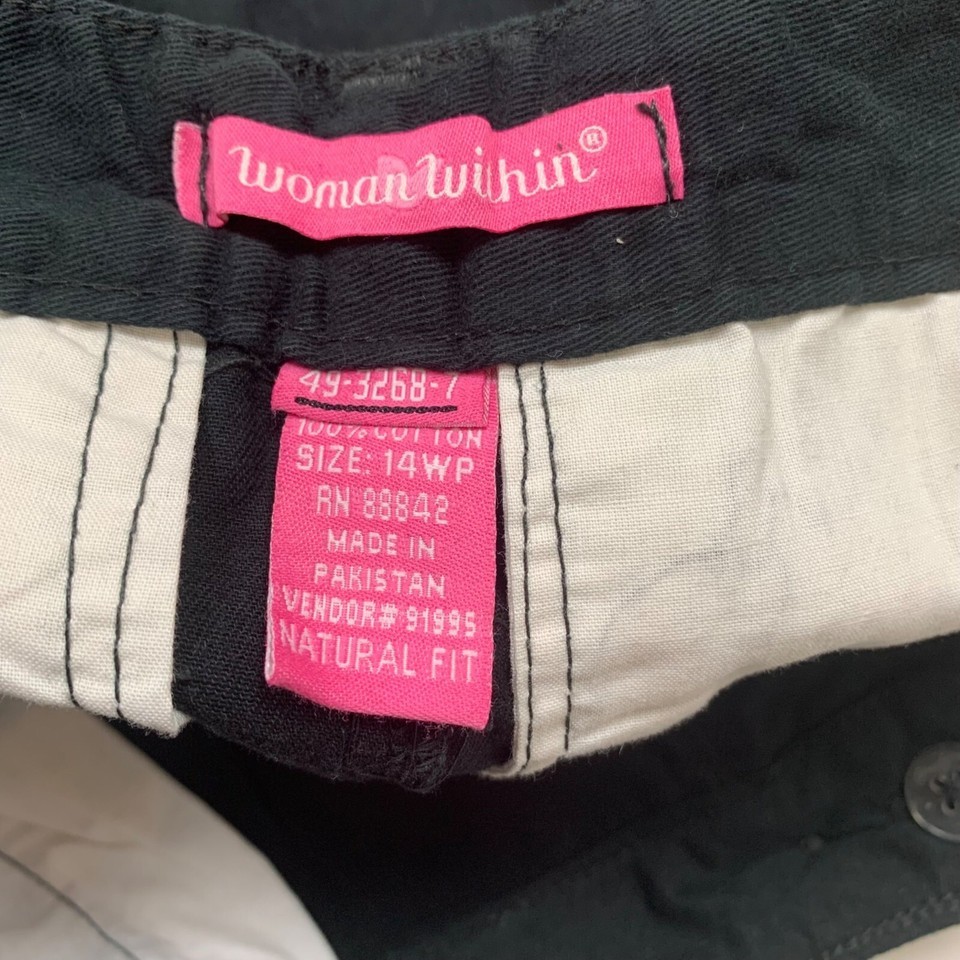 Woman Within®
49-3268-7
100% COTTON
SIZE: 14WP
RN 88842
MADE IN
PAKISTAN
VENDOR# 91995
NATURAL FIT